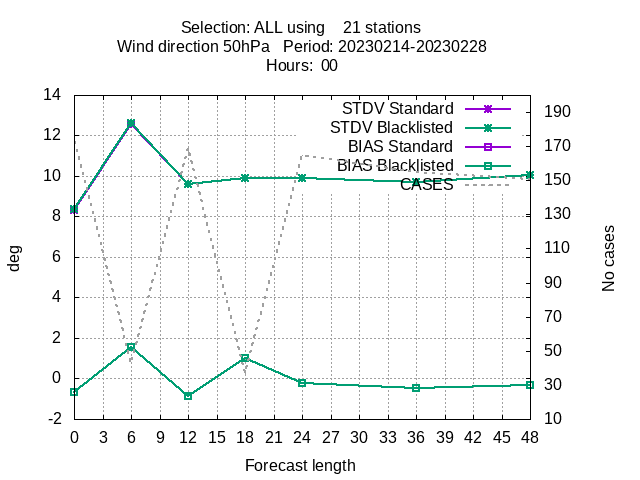 Selection: ALL using    21 stations
Wind direction 50hPa   Period: 20230214-20230228
Hours:  00
STDV Standard
STDV Blacklisted
BIAS Standard
BIAS Blacklisted
CASES
14
12
10
8
6
4
2
0
-2
deg
190
170
150
130
110
90
70
50
30
10
No cases
0 3 6 9 12 15 18 21 24 27 30 33 36 39 42 45 48
Forecast length